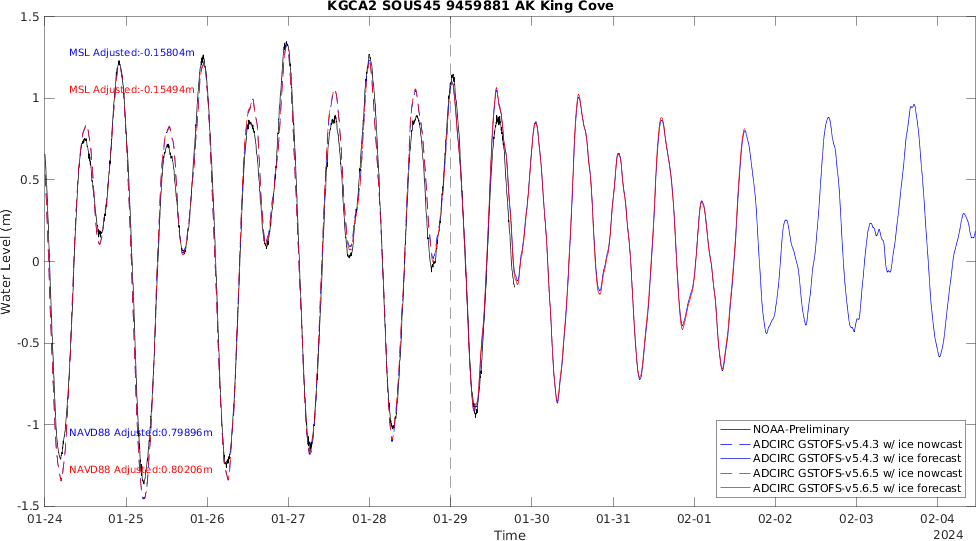 KGCA2 SOUS45 9459881 AK King Cove
1.5
1
0.5
0
-0.5
-1
-1.5
Water Level (m)
MSL Adjusted:-0.15804m
MSL Adjusted:-0.15494m
NAVD88 Adjusted:0.79896m
NAVD88 Adjusted:0.80206m
NOAA-Preliminary
ADCIRC GSTOFS-v5.4.3 w/ ice nowcast
ADCIRC GSTOFS-v5.4.3 w/ ice forecast
ADCIRC GSTOFS-v5.6.5 w/ ice nowcast
ADCIRC GSTOFS-v5.6.5 w/ ice forecast
01-24 01-25 01-26 01-27 01-28 01-29 01-30 01-31 02-01 02-02 02-03 02-04
Time
2024